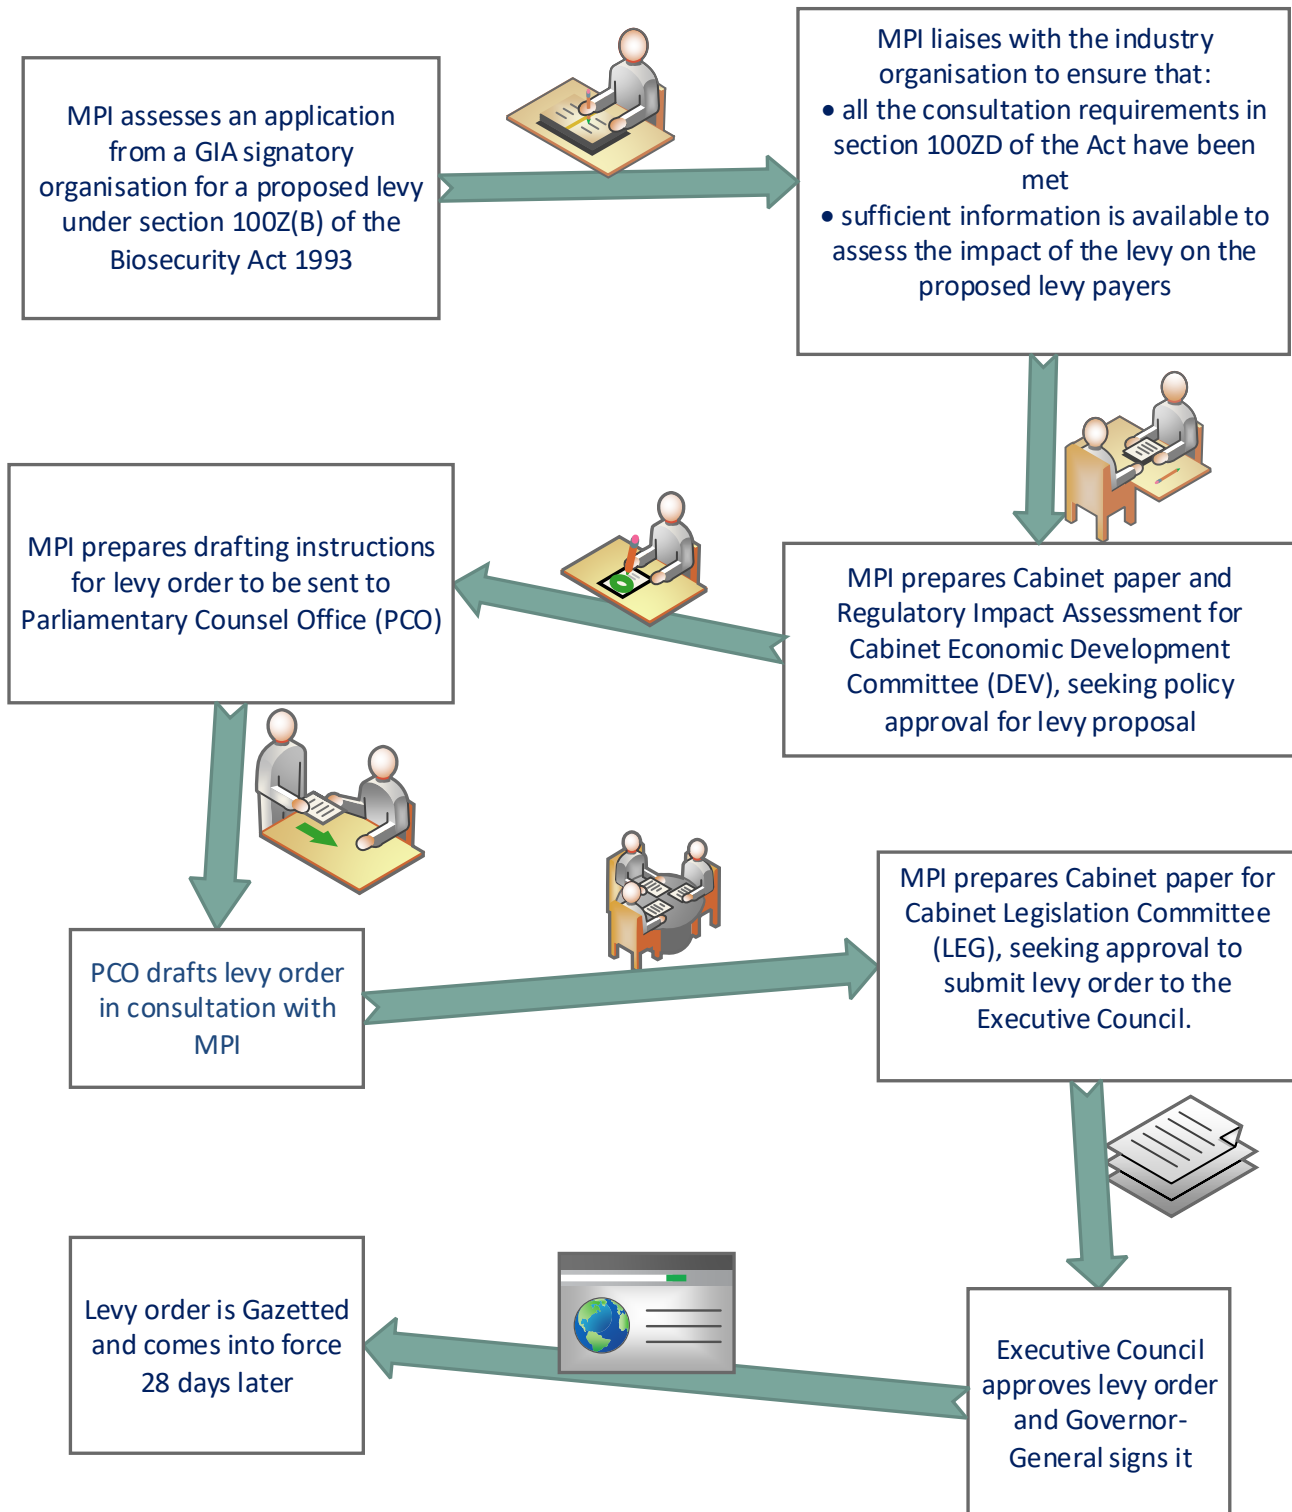 MPI assesses an application
from a GIA signatory
organisation for a proposed levy
under section 100Z(B) of the
Biosecurity Act 1993
MPI liaises with the industry
organisation to ensure that:
• all the consultation requirements in
section 100ZD of the Act have been
met
• sufficient information is available to
assess the impact of the levy on the
proposed levy payers
MPI prepares Cabinet paper and
Regulatory Impact Assessment for
Cabinet Economic Development
Committee (DEV), seeking policy
approval for levy proposal
MPI prepares drafting instructions
for levy order to be sent to
Parliamentary Counsel Office (PCO)
PCO drafts levy order
in consultation with
MPI
MPI prepares Cabinet paper for
Cabinet Legislation Committee
(LEG), seeking approval to
submit levy order to the
Executive Council.
Executive Council
approves levy order
and Governor-
General signs it
Levy order is Gazetted
and comes into force
28 days later